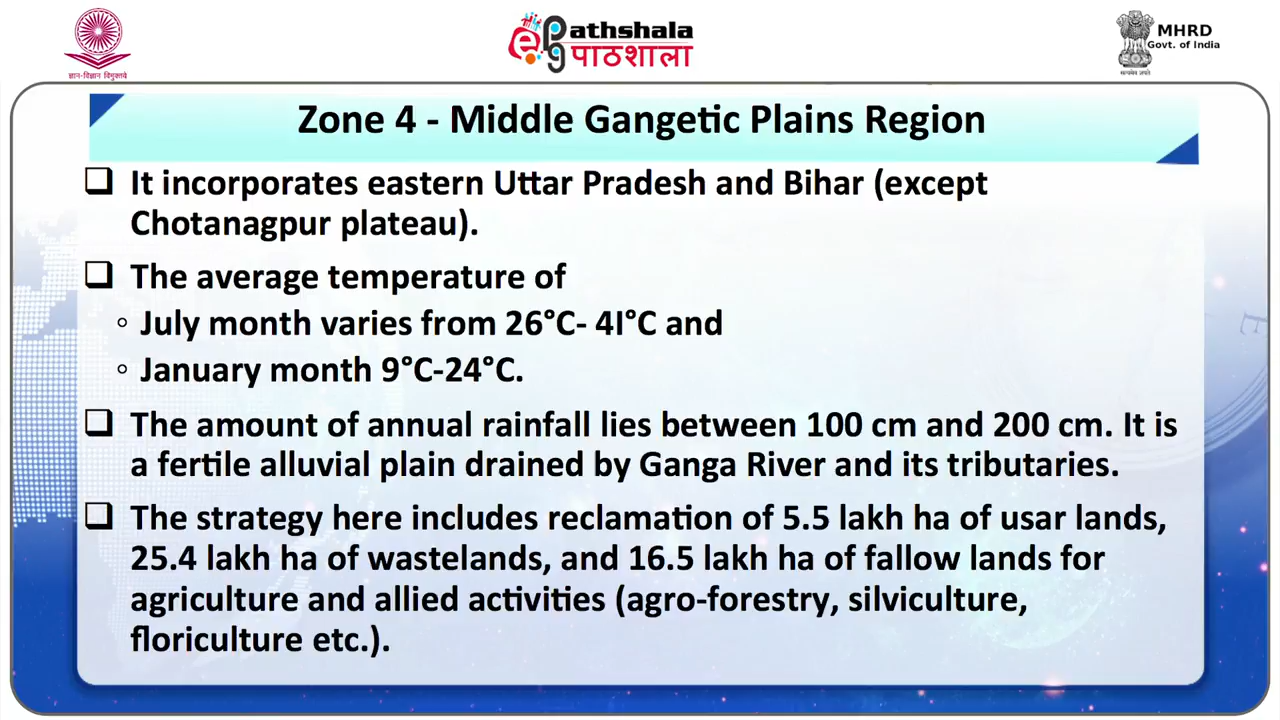 ज्ञान-विज्ञान विमुक्तये
e pg Pathshala
पाठशाला
MHRD
Govt. of India
सत्यमेव जयते
Zone 4 - Middle Gangetic Plains Region
❑ It incorporates eastern Uttar Pradesh and Bihar (except
Chotanagpur plateau).
❑ The average temperature of
◦ July month varies from 26°C- 4I°C and
◦ January month 9°C-24°C.
❑ The amount of annual rainfall lies between 100 cm and 200 cm. It is
a fertile alluvial plain drained by Ganga River and its tributaries.
❑ The strategy here includes reclamation of 5.5 lakh ha of usar lands,
25.4 lakh ha of wastelands, and 16.5 lakh ha of fallow lands for
agriculture and allied activities (agro-forestry, silviculture,
floriculture etc.).